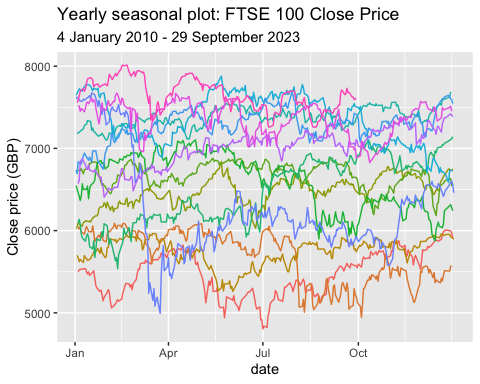 Yearly seasonal plot: FTSE 100 Close Price
4 January 2010 - 29 September 2023
Close price (GBP)
8000
7000
6000
5000
Jan
Apr
Jul
Oct
date